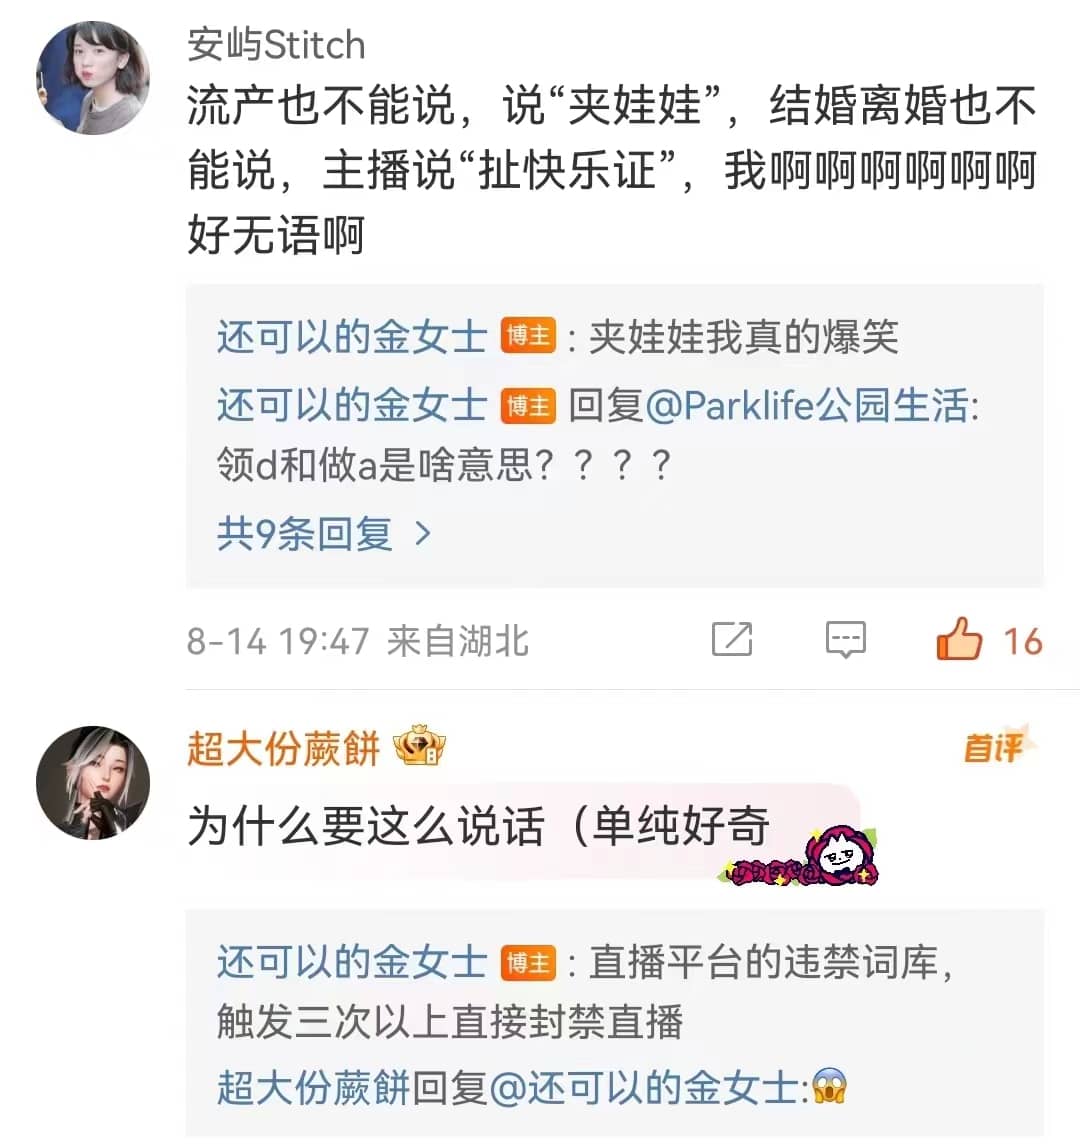 安屿Stitch
流产也不能说，说“夹娃娃”，结婚离婚也不
能说，主播说“扯快乐证”，我啊啊啊啊啊啊
好无语啊
还可以的金女士 博主：夹娃娃我真的爆笑
还可以的金女士 博主 回复@Parklife公园生活:
领d和做a是啥意思？？？？
共9条回复 >
8-14 19:47 来自湖北
16
超大份蕨餅
首评
为什么要这么说话（单纯好奇
还可以的金女士 博主：直播平台的违禁词库，
触发三次以上直接封禁直播
超大份蕨餅回复@还可以的金女士:😱